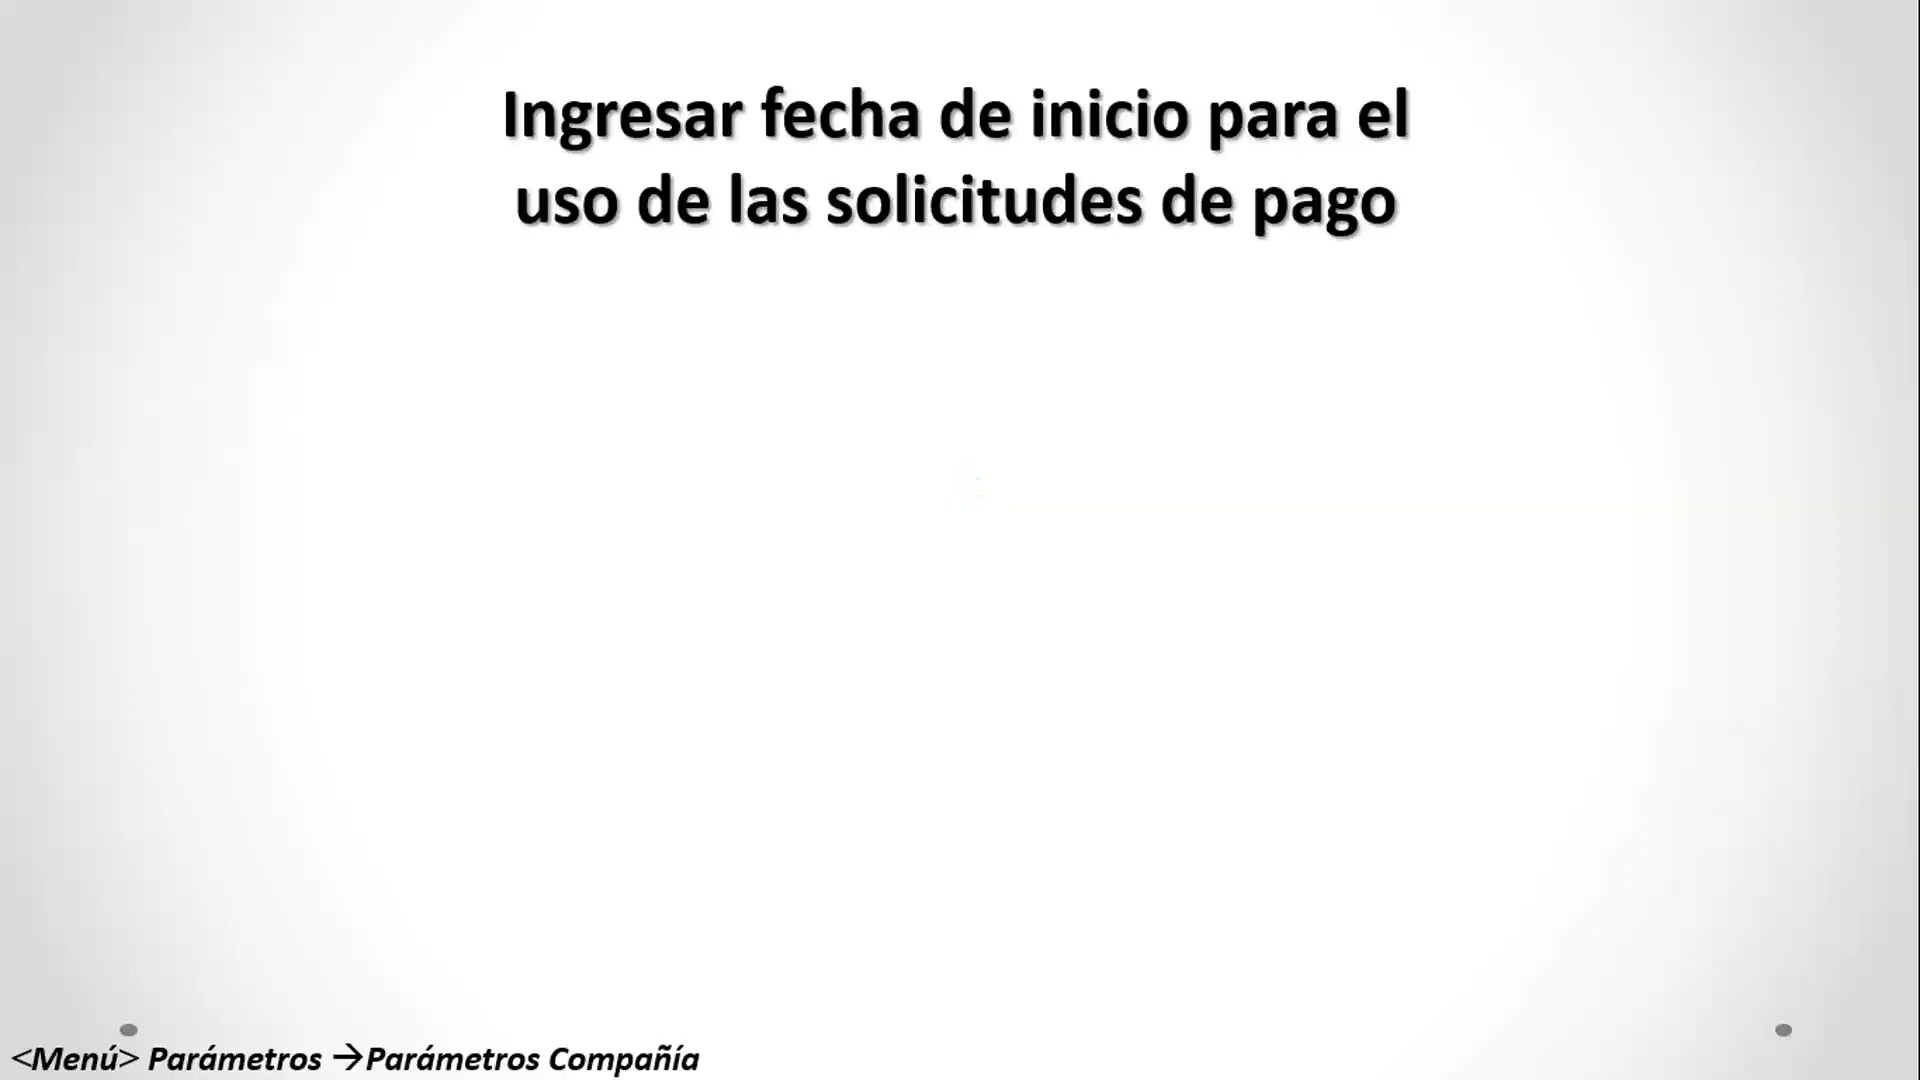 Ingresar fecha de inicio para el
uso de las solicitudes de pago
<Menú> Parámetros →Parámetros Compañía